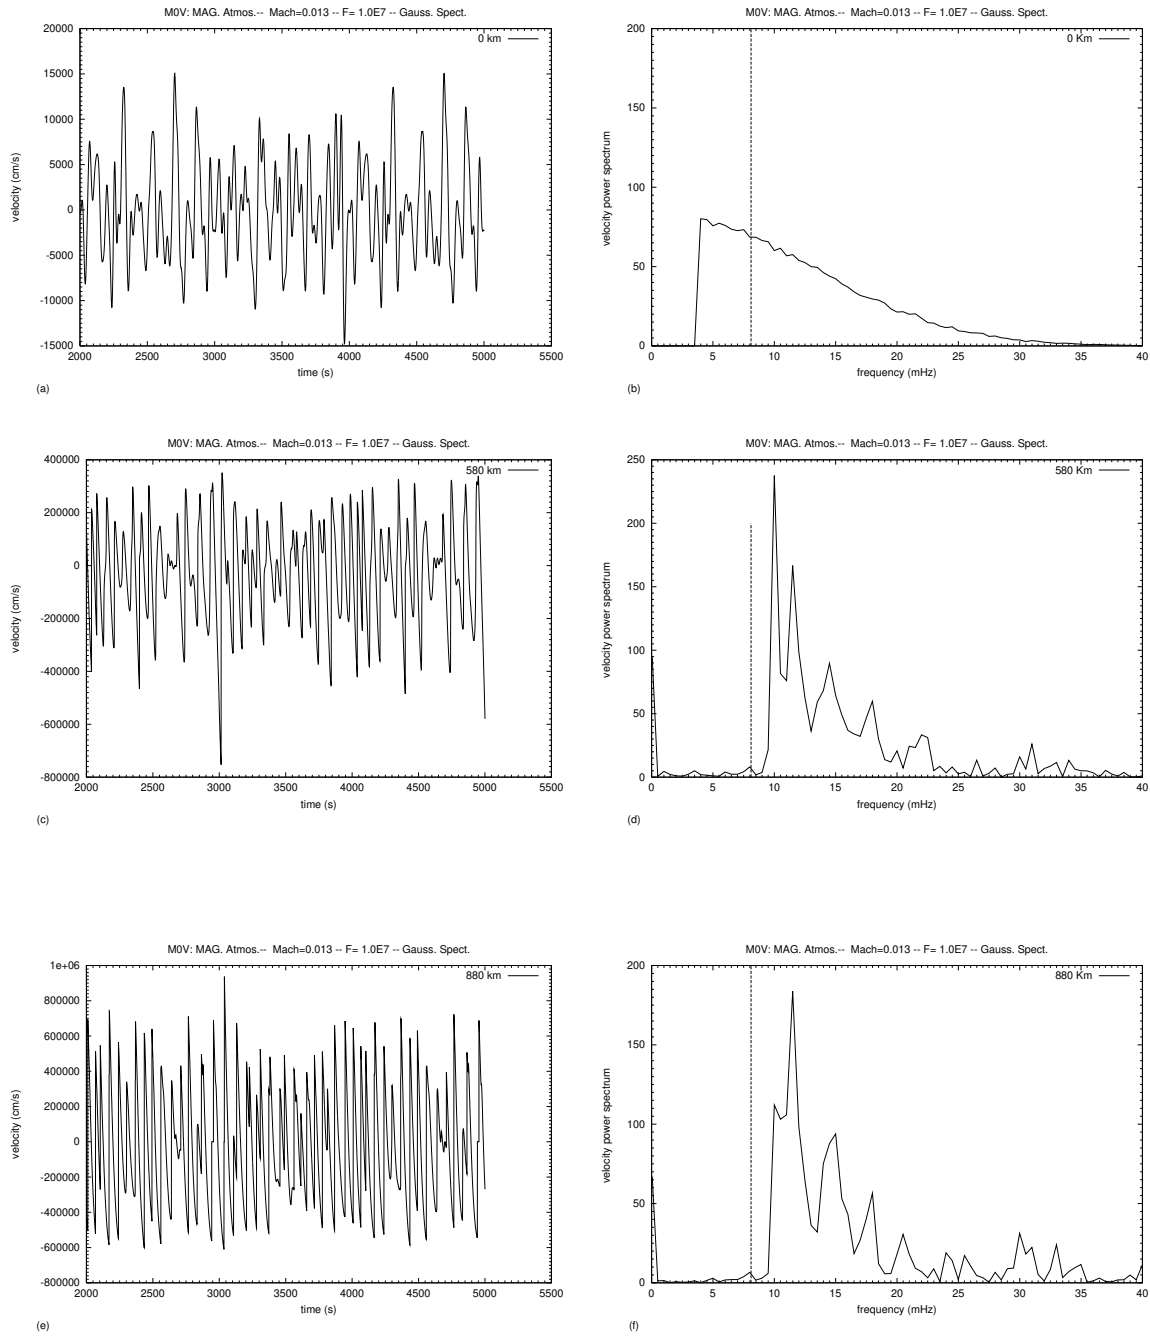 M0V: MAG. Atmos.-- Mach=0.013 -- F= 1.0E7 -- Gauss. Spect.
0 km
20000
15000
10000
5000
0
-5000
-10000
-15000
velocity (cm/s)
2000 2500 3000 3500 4000 4500 5000 5500
time (s)
(a)
M0V: MAG. Atmos.-- Mach=0.013 -- F= 1.0E7 -- Gauss. Spect.
0 Km
200
150
100
50
0
velocity power spectrum
0 5 10 15 20 25 30 35 40
frequency (mHz)
(b)
M0V: MAG. Atmos.-- Mach=0.013 -- F= 1.0E7 -- Gauss. Spect.
580 km
400000
200000
0
-200000
-400000
-600000
-800000
velocity (cm/s)
2000 2500 3000 3500 4000 4500 5000 5500
time (s)
(c)
M0V: MAG. Atmos.-- Mach=0.013 -- F= 1.0E7 -- Gauss. Spect.
580 Km
250
200
150
100
50
0
velocity power spectrum
0 5 10 15 20 25 30 35 40
frequency (mHz)
(d)
M0V: MAG. Atmos.-- Mach=0.013 -- F= 1.0E7 -- Gauss. Spect.
880 km
1e+06
800000
600000
400000
200000
0
-200000
-400000
-600000
-800000
velocity (cm/s)
2000 2500 3000 3500 4000 4500 5000 5500
time (s)
(e)
M0V: MAG. Atmos.-- Mach=0.013 -- F= 1.0E7 -- Gauss. Spect.
880 Km
200
150
100
50
0
velocity power spectrum
0 5 10 15 20 25 30 35 40
frequency (mHz)
(f)